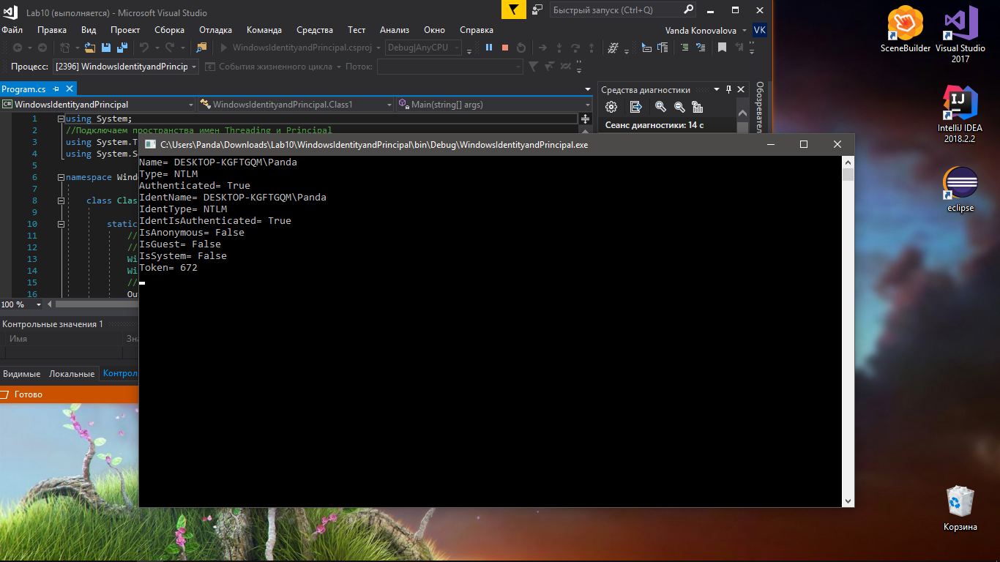 Lab10 (выполняется) - Microsoft Visual Studio
Быстрый запуск (Ctrl+Q)
Файл Правка Вид Проект Сборка Отладка Команда Средства Тест Анализ Окно Справка
Vanda Konovalova VK
WindowsIdentityandPrincipal.csproj Debug|AnyCPU
Процесс: [2396] WindowsIdentityandPrincip События жизненного цикла Поток:
Program.cs
WindowsIdentityandPrincipal WindowsIdentityandPrincipal.Class1 Main(string[] args)
1 using System;
2 //Подключаем пространства имен Threading и Principal
3 using System.T
4 using System.S
5
6 namespace Wind
7
8 class Clas
9
10 static
11 //
12 //
13 Wi
14 Wi
15 //
16 Ou
100 %
Средства диагностики
Сеанс диагностики: 14 с
Обозревател
Контрольные значения 1
Имя Зна
Видимые Локальные Контрол
Готово
C:\Users\Panda\Downloads\Lab10\WindowsIdentityandPrincipal\bin\Debug\WindowsIdentityandPrincipal.exe
Name= DESKTOP-KGFTGQM\Panda
Type= NTLM
Authenticated= True
IdentName= DESKTOP-KGFTGQM\Panda
IdentType= NTLM
IdentIsAuthenticated= True
IsAnonymous= False
IsGuest= False
IsSystem= False
Token= 672
SceneBuilder
Visual Studio
2017
IJ
IntelliJ IDEA
2018.2.2
eclipse
Корзина